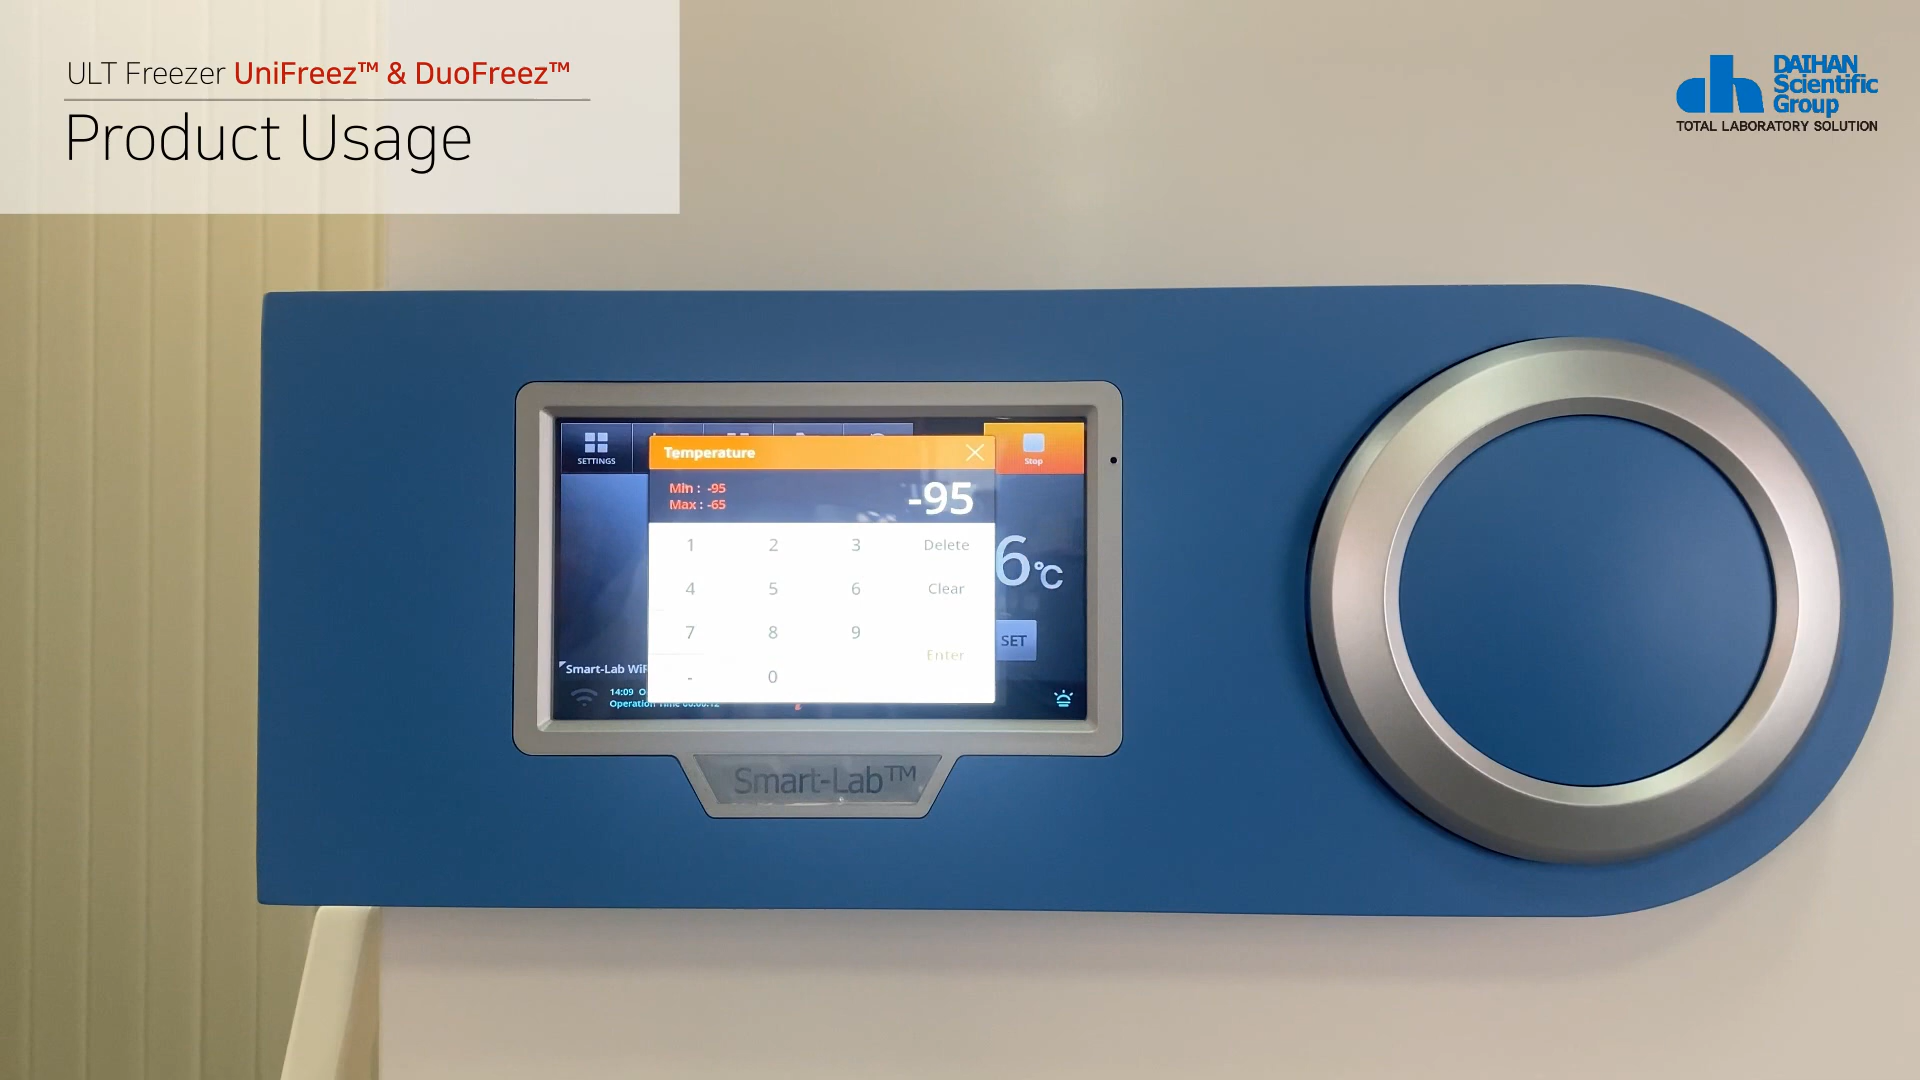 ULT Freezer UniFreez™ & DuoFreez™
Product Usage
DAIHAN
Scientific
Group
TOTAL LABORATORY SOLUTION
SETTINGS
Temperature
Stop
Min : -95
Max : -65
-95
6°C
1 2 3 Delete
4 5 6 Clear
7 8 9
Enter
- 0
SET
Smart-Lab
14:09
Operation Time
Smart-Lab™